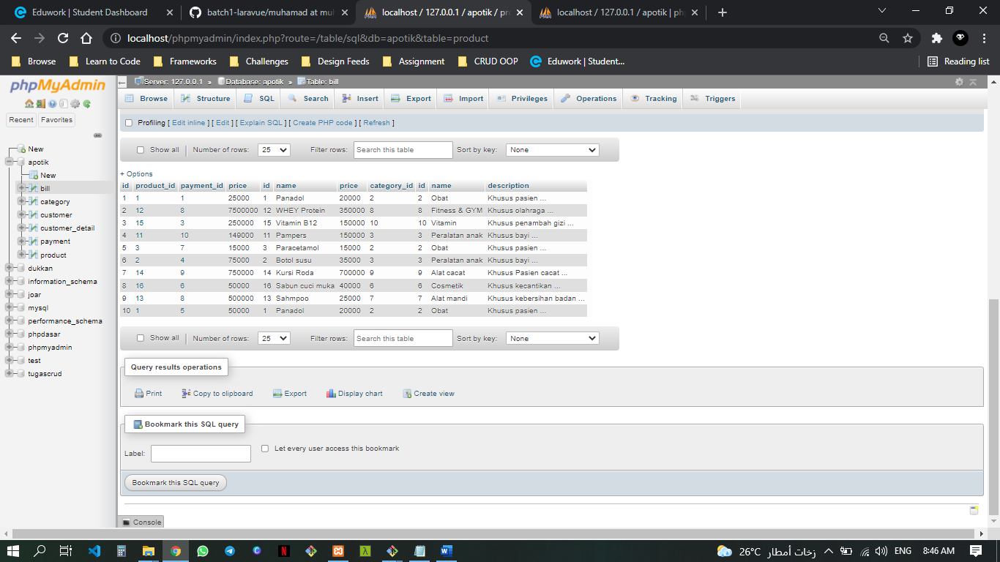 Eduwork | Student Dashboard
batch1-laravue/muhamad at mul
localhost / 127.0.0.1 / apotik / pro
localhost / 127.0.0.1 / apotik | php
localhost/phpmyadmin/index.php?route=/table/sql&db=apotik&table=product
Browse Learn to Code Frameworks Challenges Design Feeds Assignment CRUD OOP Eduwork | Student... Reading list
phpMyAdmin
Recent Favorites
New
apotik
New
bill
category
customer
customer_detail
payment
product
dukkan
information_schema
joar
mysql
performance_schema
phpdasar
phpmyadmin
test
tugascrud
Server: 127.0.0.1 » Database: apotik » Table: bill
Browse Structure SQL Search Insert Export Import Privileges Operations Tracking Triggers
Profiling [ Edit inline ] [ Edit ] [ Explain SQL ] [ Create PHP code ] [ Refresh ]
Show all | Number of rows: 25 Filter rows: Search this table Sort by key: None
+ Options
id product_id payment_id price id name price category_id id name description
1 1 1 25000 1 Panadol 20000 2 2 Obat Khusus pasien ...
2 12 8 7500000 12 WHEY Protein 350000 8 8 Fitness & GYM Khusus olahraga ...
3 15 3 250000 15 Vitamin B12 150000 10 10 Vitamin Khusus penambah gizi ...
4 11 10 149000 11 Pampers 150000 3 3 Peralatan anak Khusus bayi ...
5 3 7 15000 3 Paracetamol 15000 2 2 Obat Khusus pasien ...
6 2 4 75000 2 Botol susu 35000 3 3 Peralatan anak Khusus bayi ...
7 14 9 750000 14 Kursi Roda 700000 9 9 Alat cacat Khusus Pasien cacat ...
8 16 6 50000 16 Sabun cuci muka 40000 6 6 Cosmetik Khusus kecantikan ...
9 13 8 500000 13 Sahmpoo 25000 7 7 Alat mandi Khusus kebersihan badan ...
10 1 5 50000 1 Panadol 20000 2 2 Obat Khusus pasien ...
Show all | Number of rows: 25 Filter rows: Search this table Sort by key: None
Query results operations
Print Copy to clipboard Export Display chart Create view
Bookmark this SQL query
Label: Let every user access this bookmark
Bookmark this SQL query
Console
26°C زخات أمطار ENG 8:46 AM